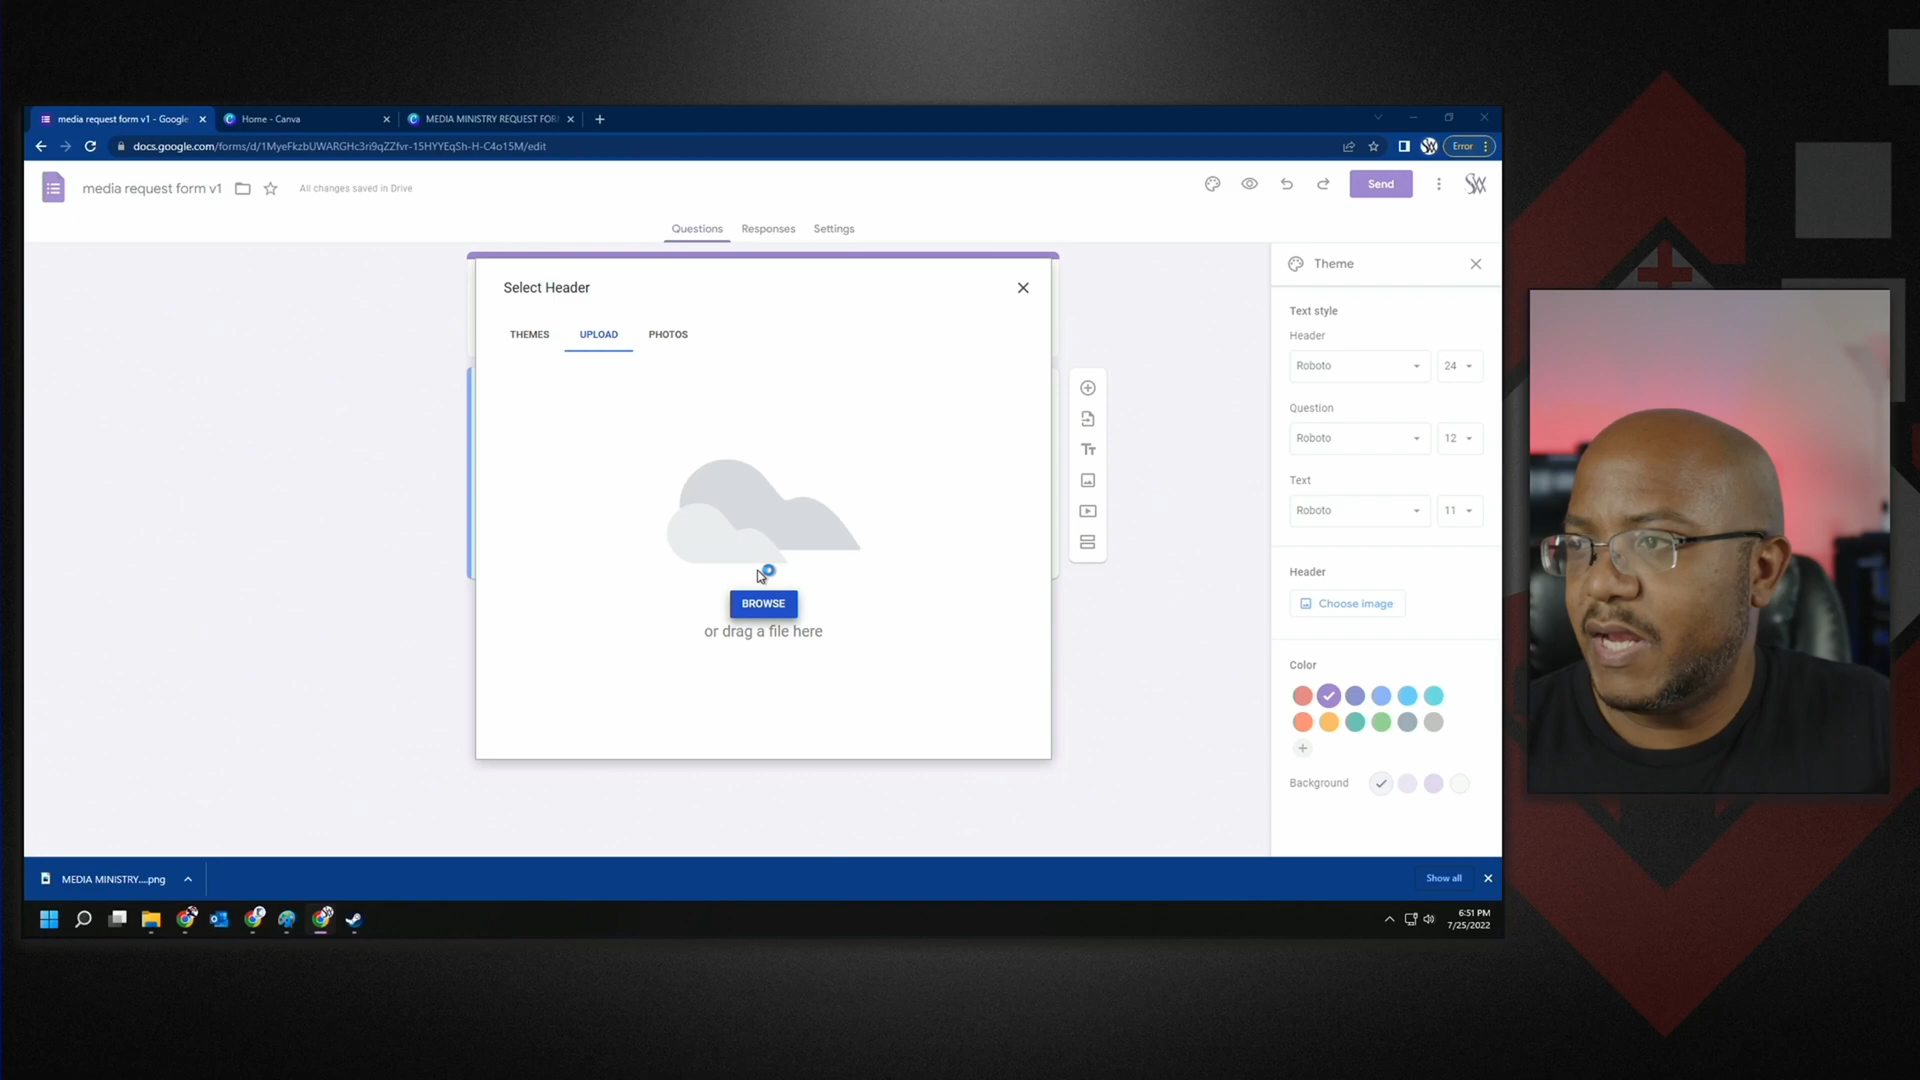 media request form v1 - Google
Home - Canva
MEDIA MINISTRY REQUEST FOR
docs.google.com/forms/d/1MyeFkzbUWARGHc3ri9qZZfvr-15HYYEqSh-H-C4o15M/edit
Error
media request form v1
All changes saved in Drive
Send
SW
Questions
Responses
Settings
Select Header
THEMES
UPLOAD
PHOTOS
BROWSE
or drag a file here
Tт
Theme
Text style
Header
Roboto
24
Question
Roboto
12
Text
Roboto
11
Header
Choose image
Color
Background
MEDIA MINISTRY....png
Show all
6:51 PM
7/25/2022